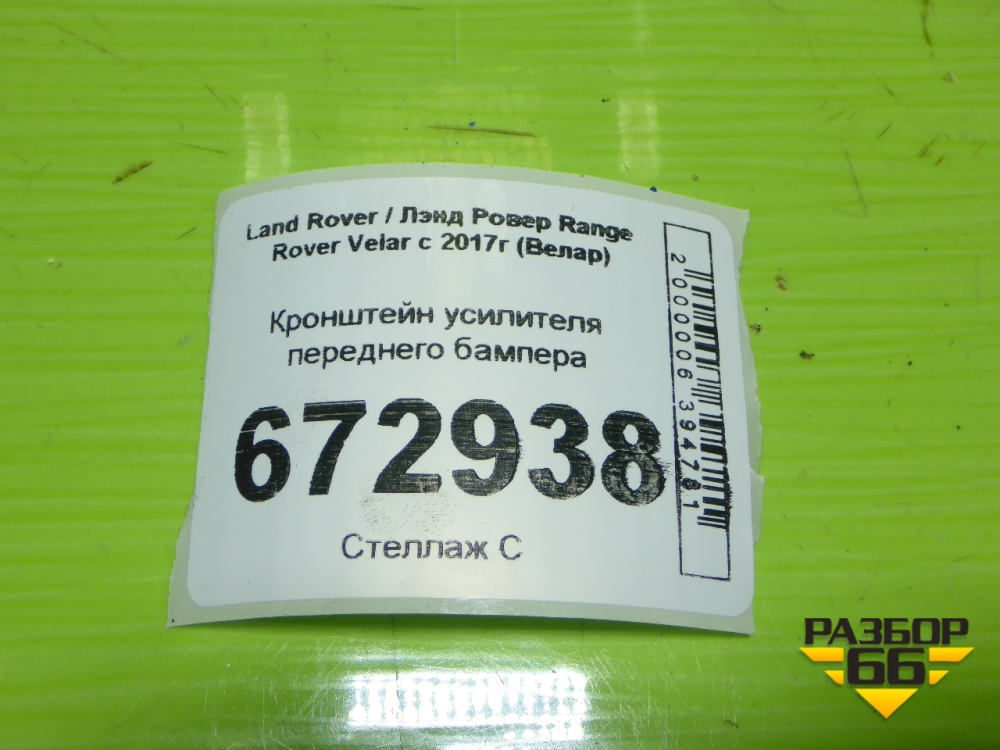 Land Rover / Лэнд Ровер Range
Rover Velar с 2017г (Велар)
Кронштейн усилителя
переднего бампера
672938
Стеллаж С
2000006394781
РАЗБОР
66